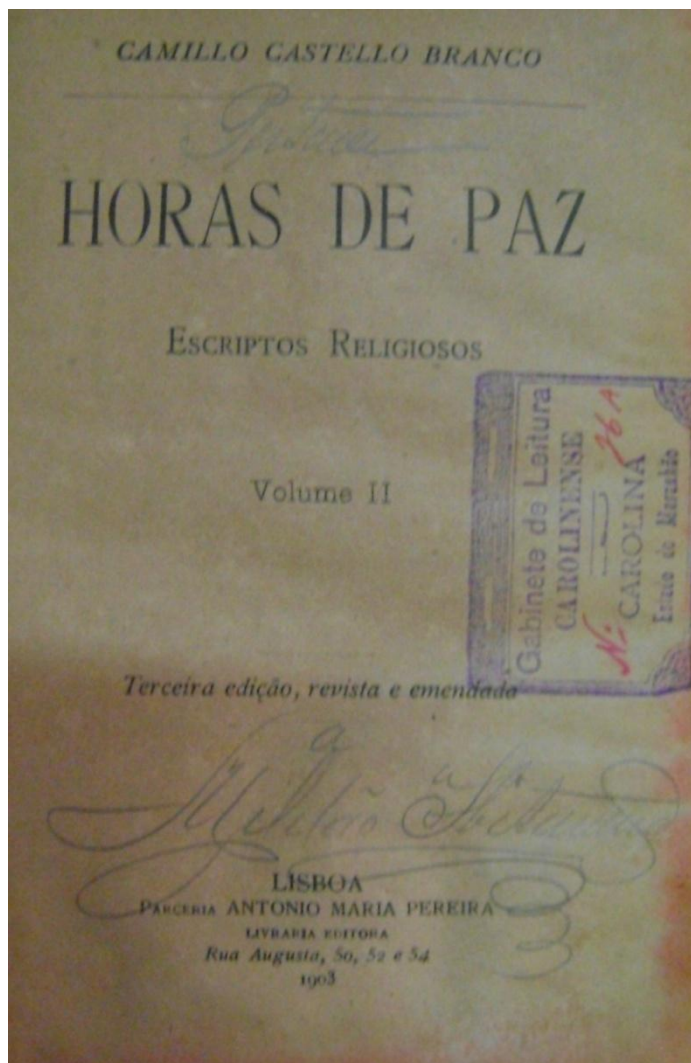 CAMILLO CASTELLO BRANCO
HORAS DE PAZ
ESCRIPTOS RELIGIOSOS
Volume II
Gabinete de Leitura
CAROLINENSE
Nº 26 A
CAROLINA
Estado do Maranhão
Terceira edição, revista e emendada
a
LISBOA
PARCERIA ANTONIO MARIA PEREIRA
LIVRARIA EDITORA
Rua Augusta, 50, 52 e 54
1903